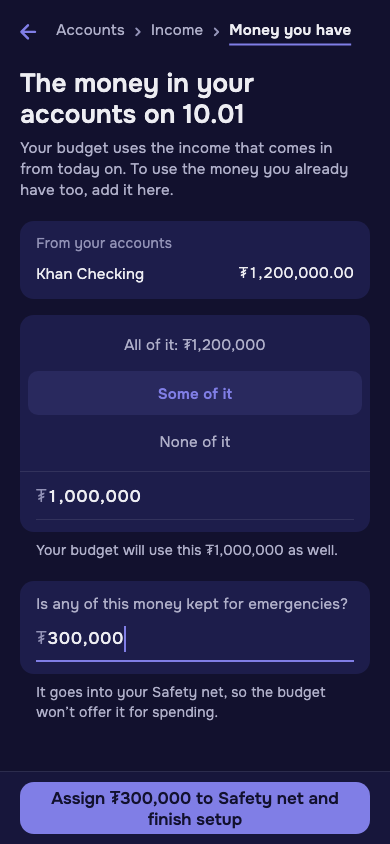 Accounts > Income > Money you have
The money in your
accounts on 10.01
Your budget uses the income that comes in
from today on. To use the money you already
have too, add it here.
From your accounts
Khan Checking ₮1,200,000.00
All of it: ₮1,200,000
Some of it
None of it
₮1,000,000
Your budget will use this ₮1,000,000 as well.
Is any of this money kept for emergencies?
₮300,000
It goes into your Safety net, so the budget
won't offer it for spending.
Assign ₮300,000 to Safety net and
finish setup